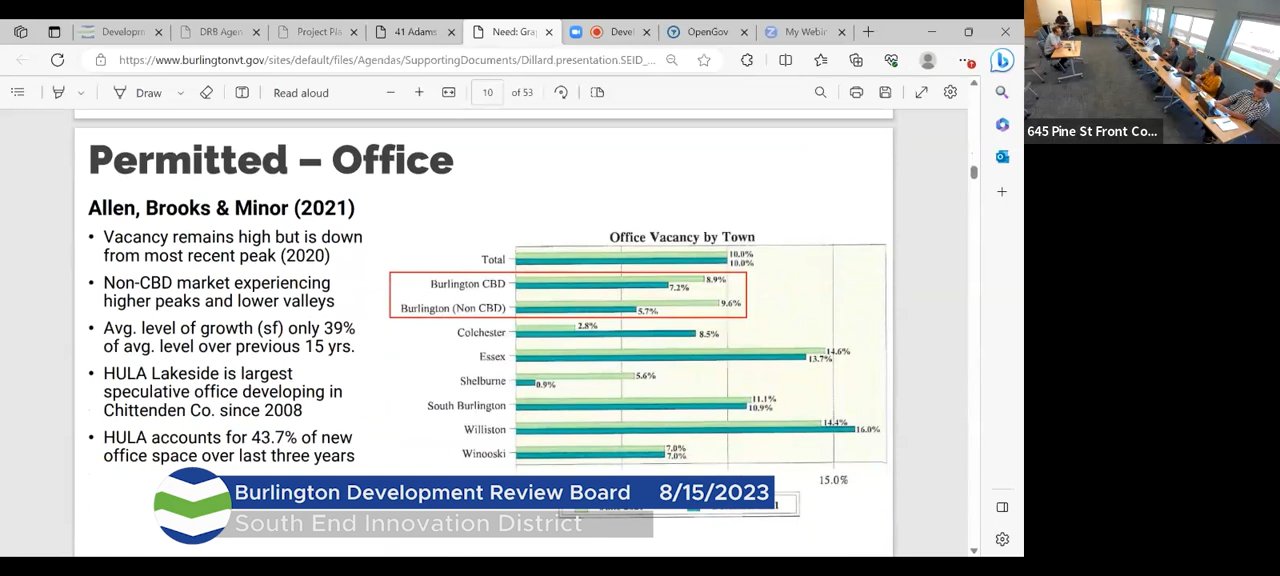 Developm
DRB Agen
Project Pla
41 Adams
Need: Gra
Devel
OpenGov
My Webin
https://www.burlingtonvt.gov/sites/default/files/Agendas/SupportingDocuments/Dillard.presentation.SEID_...
Draw
Read aloud
10
of 53
645 Pine St Front Co...
Permitted – Office
Allen, Brooks & Minor (2021)
• Vacancy remains high but is down
from most recent peak (2020)
• Non-CBD market experiencing
higher peaks and lower valleys
• Avg. level of growth (sf) only 39%
of avg. level over previous 15 yrs.
• HULA Lakeside is largest
speculative office developing in
Chittenden Co. since 2008
• HULA accounts for 43.7% of new
office space over last three years
Office Vacancy by Town
Total
10.0%
10.0%
Burlington CBD
8.9%
7.2%
Burlington (Non CBD)
9.6%
5.7%
Colchester
2.8%
8.5%
Essex
14.6%
13.7%
Shelburne
5.6%
0.9%
South Burlington
11.1%
10.9%
Williston
14.4%
16.0%
Winooski
7.0%
7.0%
15.0%
Burlington Development Review Board 8/15/2023
South End Innovation District